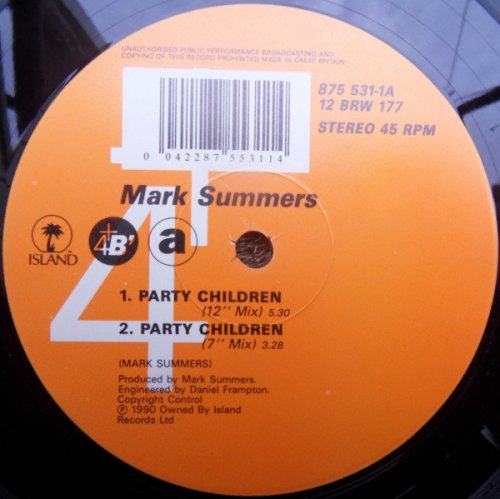 UNAUTHORISED PUBLIC PERFORMANCE BROADCASTING AND
COPYING OF THIS RECORD PROHIBITED MADE IN GREAT BRITAIN
875 531-1A
12 BRW 177
STEREO 45 RPM
0 042287 553114
Mark Summers
ISLAND
4
4B'
a
1. PARTY CHILDREN
(12'' Mix) 5.30
2. PARTY CHILDREN
(7'' Mix) 3.28
(MARK SUMMERS)
Produced by Mark Summers.
Engineered by Daniel Frampton.
Copyright Control
Ⓟ 1990 Owned By Island
Records Ltd